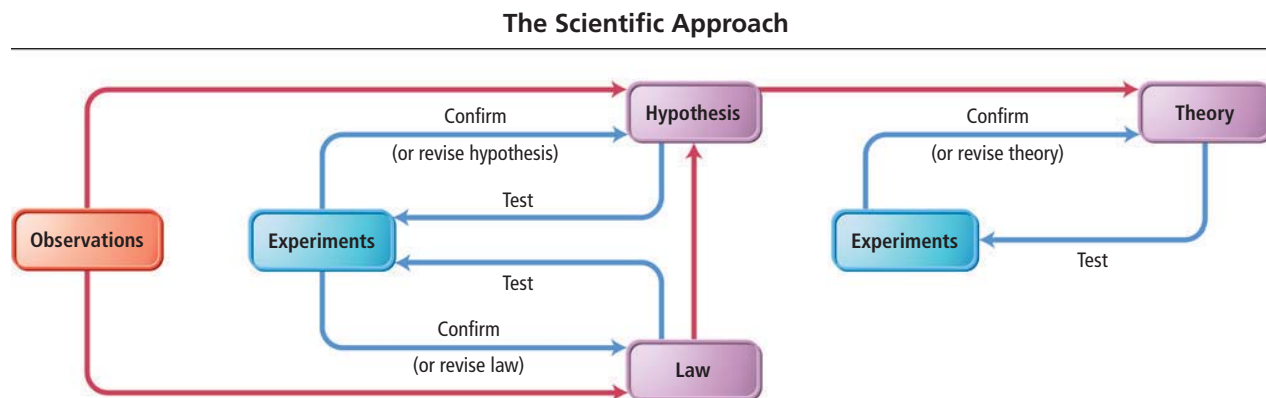 The Scientific Approach
Hypothesis
Theory
Confirm
(or revise hypothesis)
Confirm
(or revise theory)
Test
Observations
Experiments
Experiments
Test
Test
Confirm
(or revise law)
Law